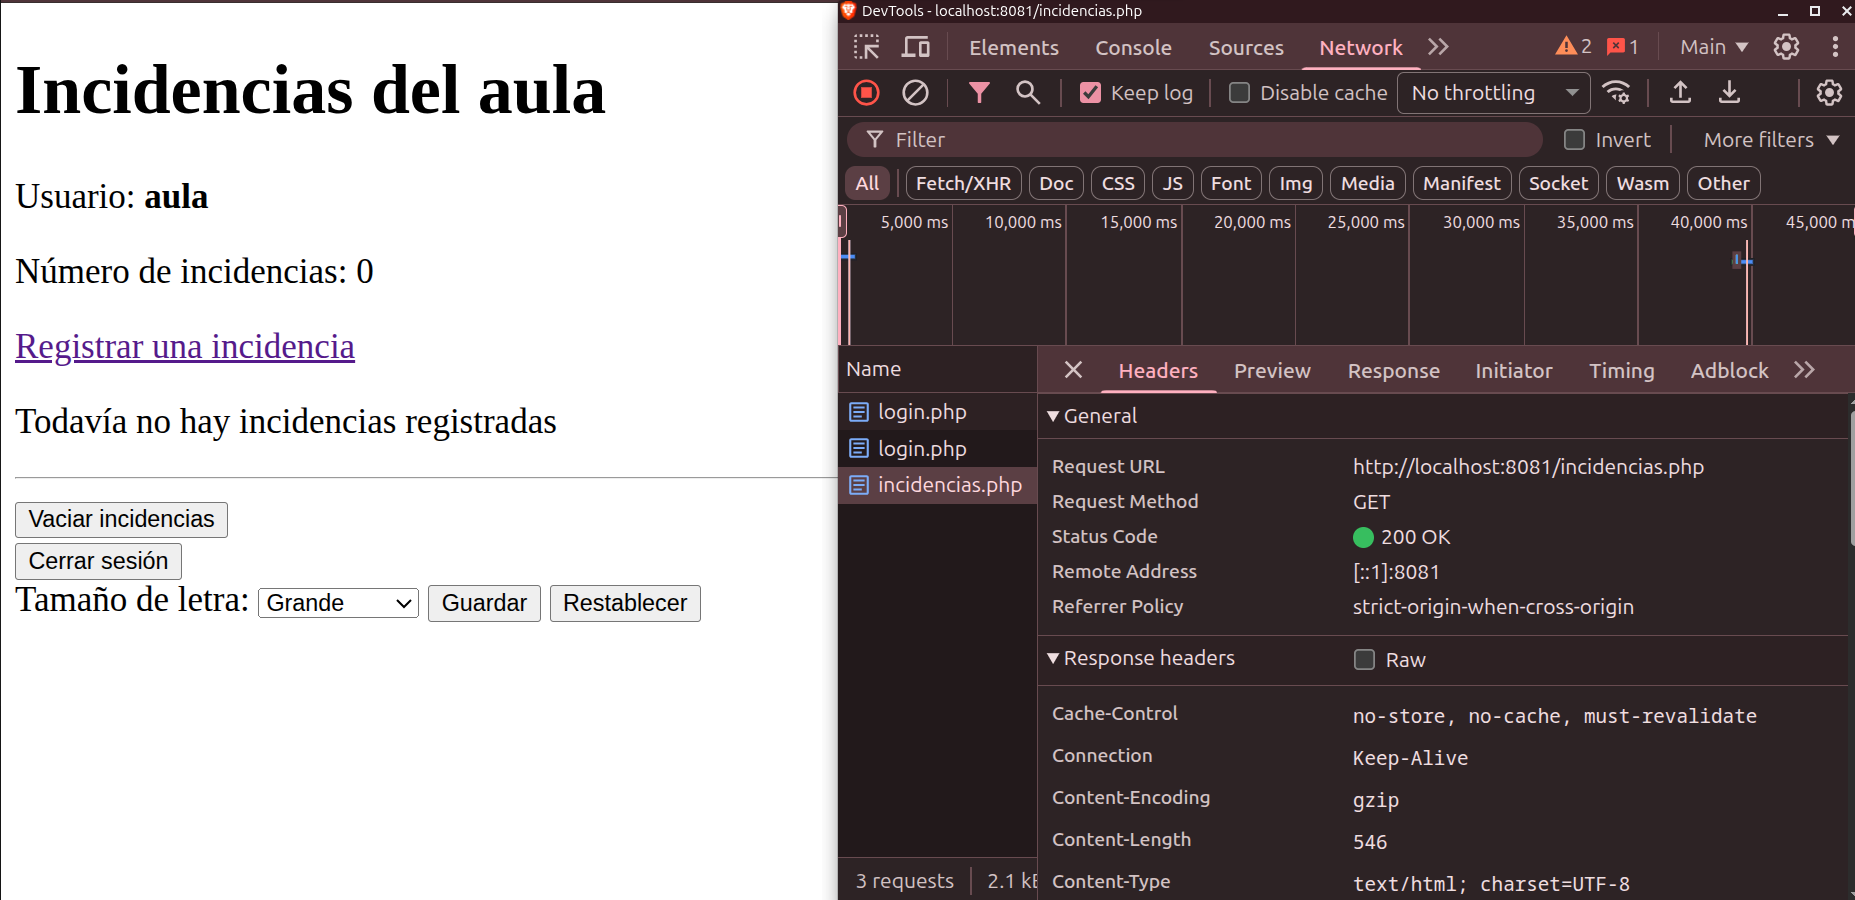 Incidencias del aula
Usuario: aula
Número de incidencias: 0
Registrar una incidencia
Todavía no hay incidencias registradas
Vaciar incidencias
Cerrar sesión
Tamaño de letra: Grande Guardar Restablecer
DevTools - localhost:8081/incidencias.php
Elements Console Sources Network 2 1 Main
Keep log Disable cache No throttling
Filter Invert More filters
All Fetch/XHR Doc CSS JS Font Img Media Manifest Socket Wasm Other
5,000 ms 10,000 ms 15,000 ms 20,000 ms 25,000 ms 30,000 ms 35,000 ms 40,000 ms 45,000 m
Name
login.php
login.php
incidencias.php
3 requests 2.1 kB
Headers Preview Response Initiator Timing Adblock
General
Request URL http://localhost:8081/incidencias.php
Request Method GET
Status Code 200 OK
Remote Address [::1]:8081
Referrer Policy strict-origin-when-cross-origin
Response headers Raw
Cache-Control no-store, no-cache, must-revalidate
Connection Keep-Alive
Content-Encoding gzip
Content-Length 546
Content-Type text/html; charset=UTF-8